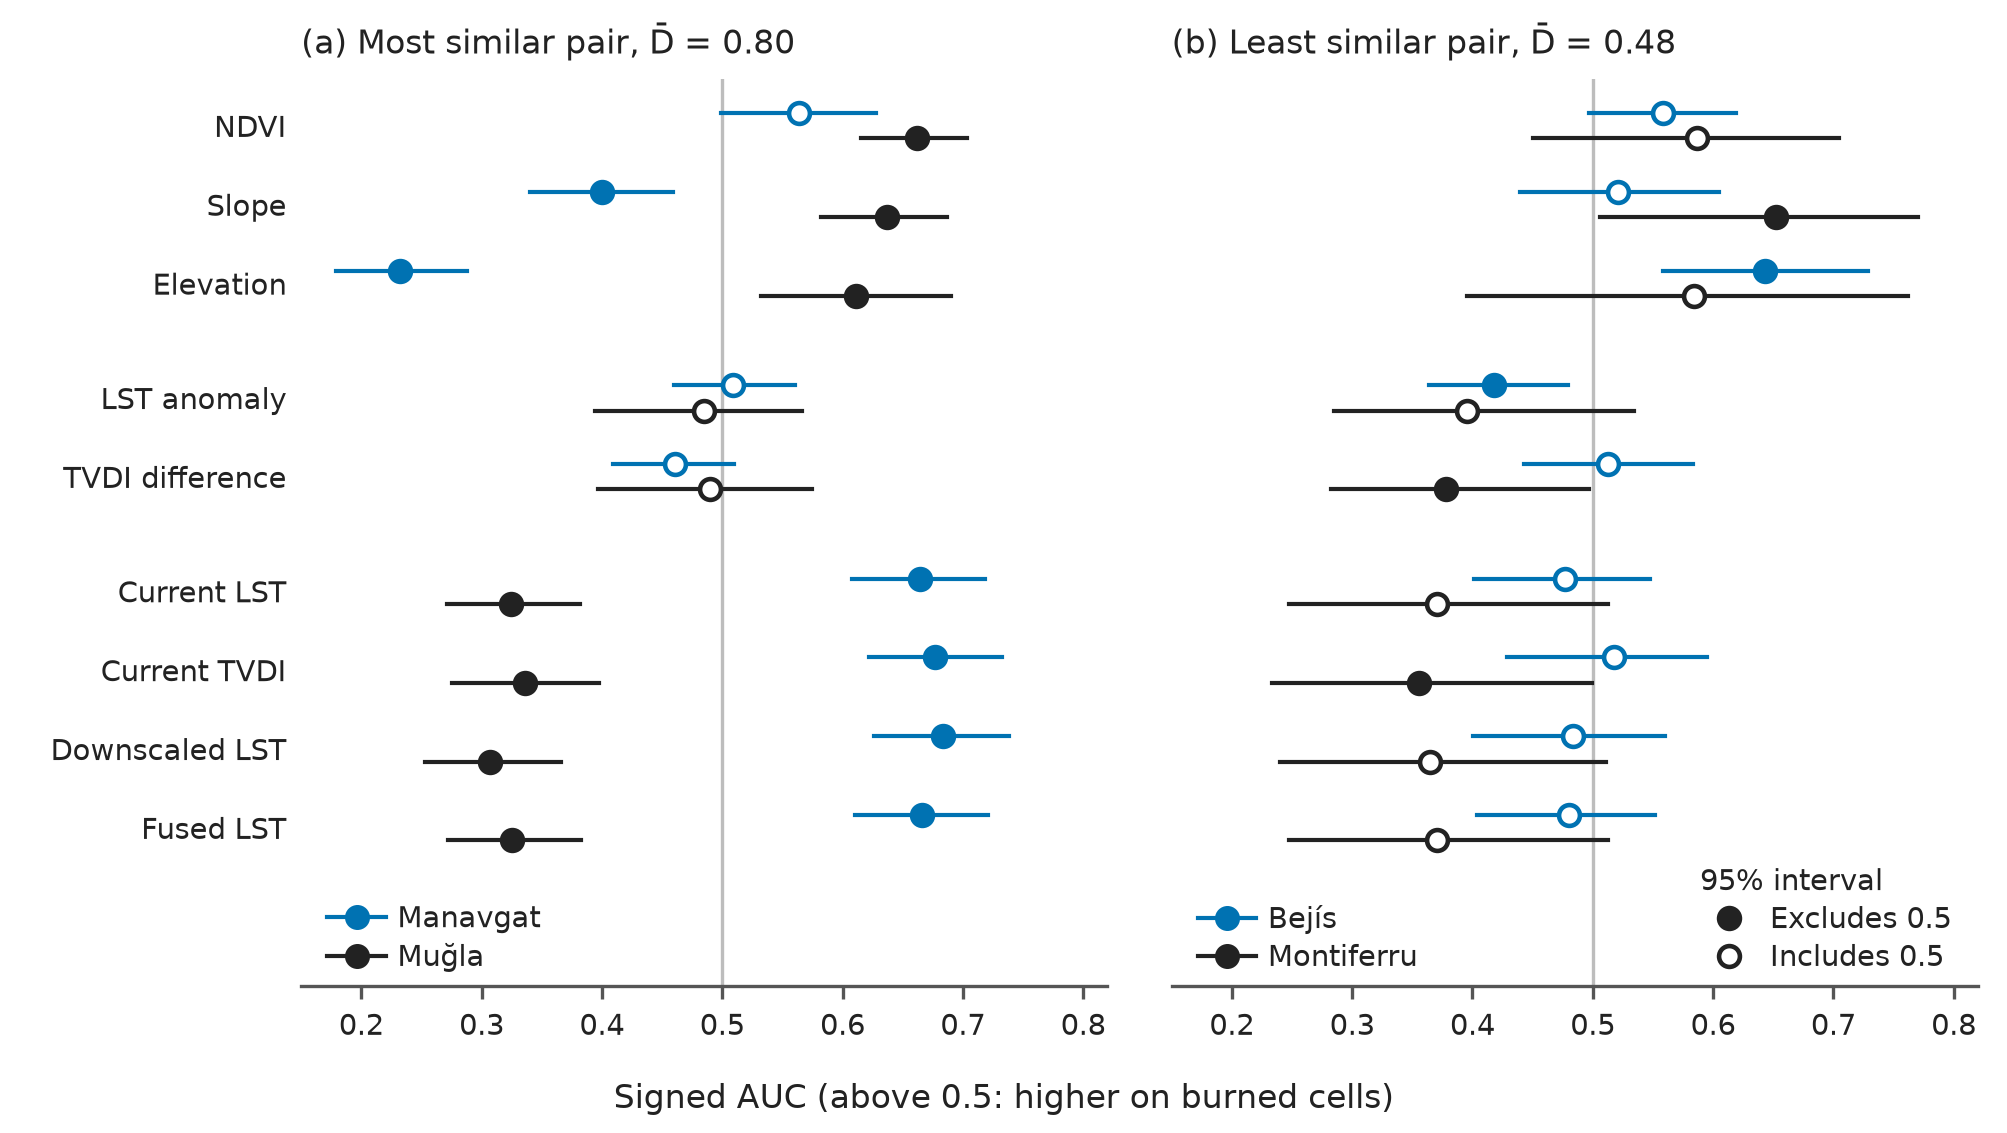 (a) Most similar pair, D̄ = 0.80
(b) Least similar pair, D̄ = 0.48
NDVI
Slope
Elevation
LST anomaly
TVDI difference
Current LST
Current TVDI
Downscaled LST
Fused LST
Manavgat
Muğla
Bejís
Montiferru
95% interval
Excludes 0.5
Includes 0.5
0.2 0.3 0.4 0.5 0.6 0.7 0.8
0.2 0.3 0.4 0.5 0.6 0.7 0.8
Signed AUC (above 0.5: higher on burned cells)